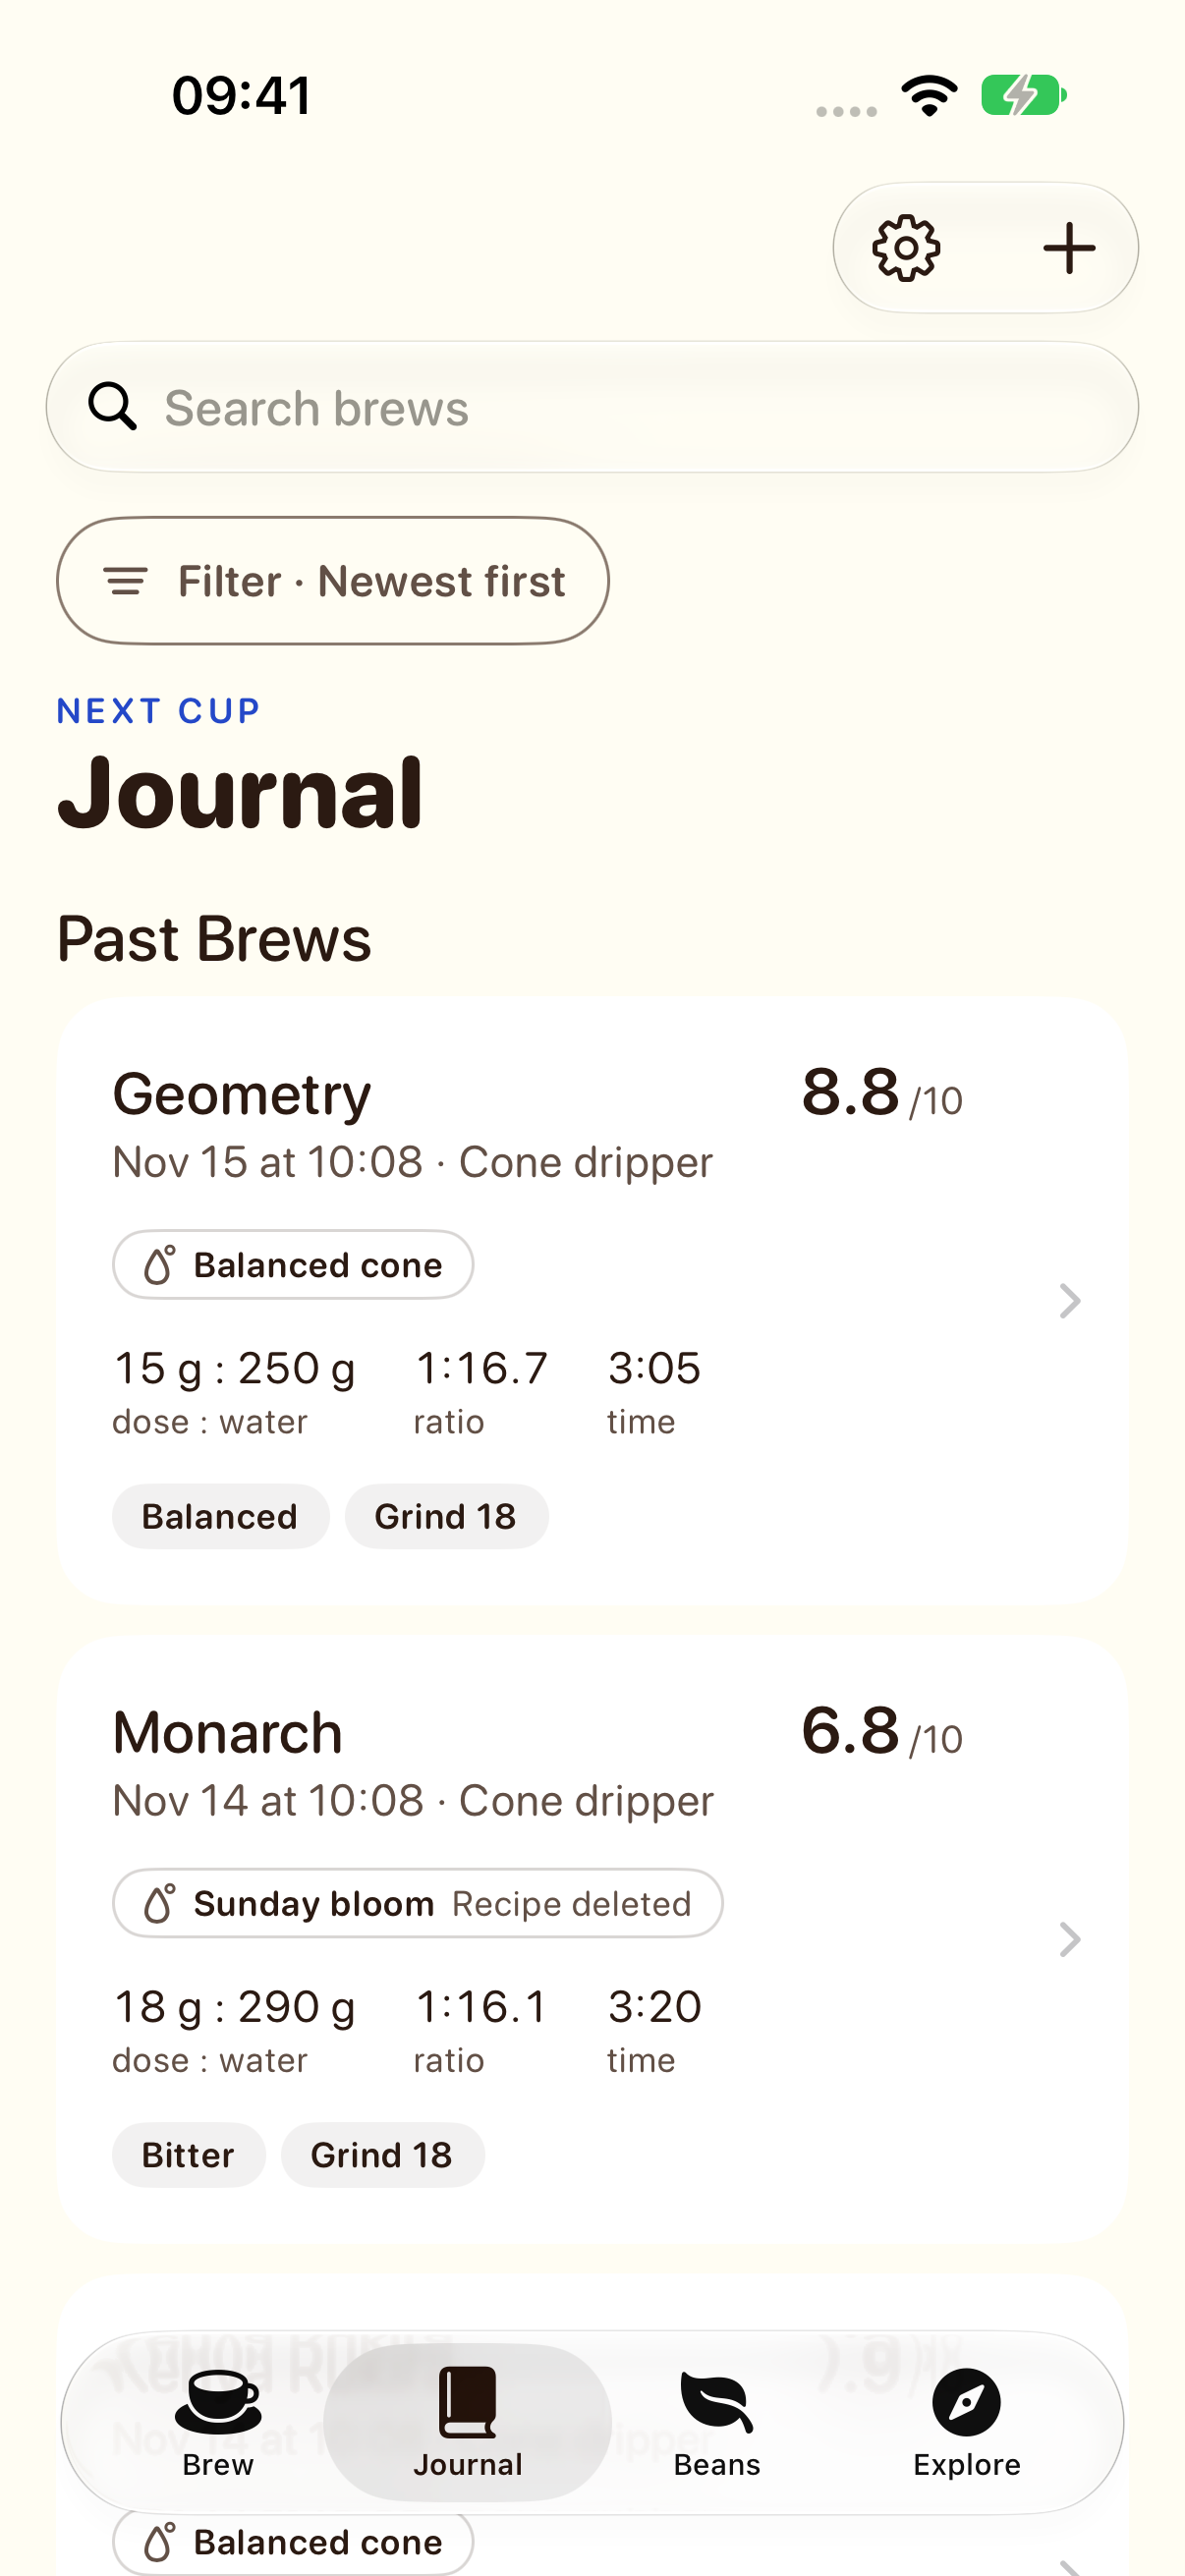 09:41
Search brews
Filter · Newest first
NEXT CUP
Journal
Past Brews
Geometry
8.8 /10
Nov 15 at 10:08 · Cone dripper
Balanced cone
15 g : 250 g 1:16.7 3:05
dose : water ratio time
Balanced Grind 18
Monarch
6.8 /10
Nov 14 at 10:08 · Cone dripper
Sunday bloom Recipe deleted
18 g : 290 g 1:16.1 3:20
dose : water ratio time
Bitter Grind 18
Nov 14 at
Brew Journal Beans Explore
Balanced cone